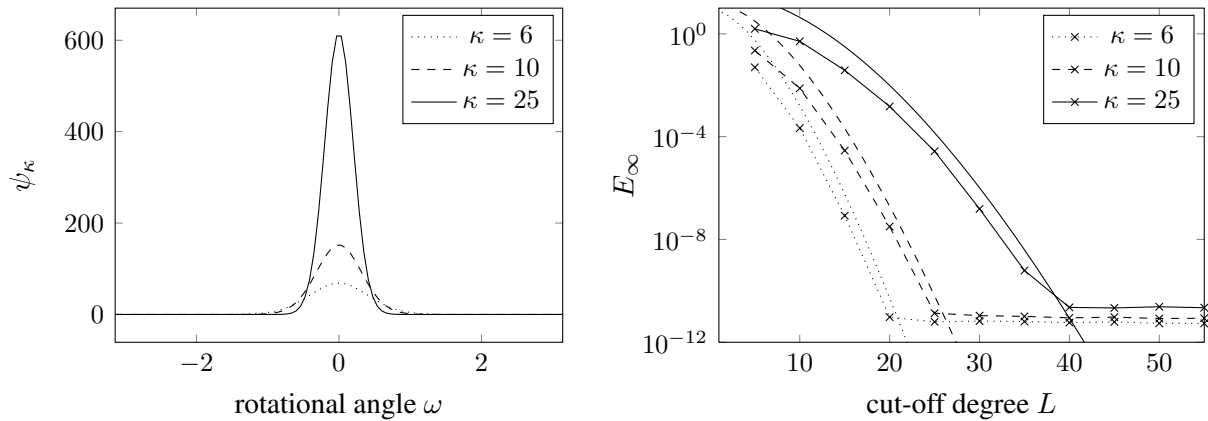 600
400
200
0
ψκ
−2
0
2
rotational angle ω
κ = 6
κ = 10
κ = 25
10^0
10^−4
10^−8
10^−12
E∞
10
20
30
40
50
cut-off degree L
κ = 6
κ = 10
κ = 25